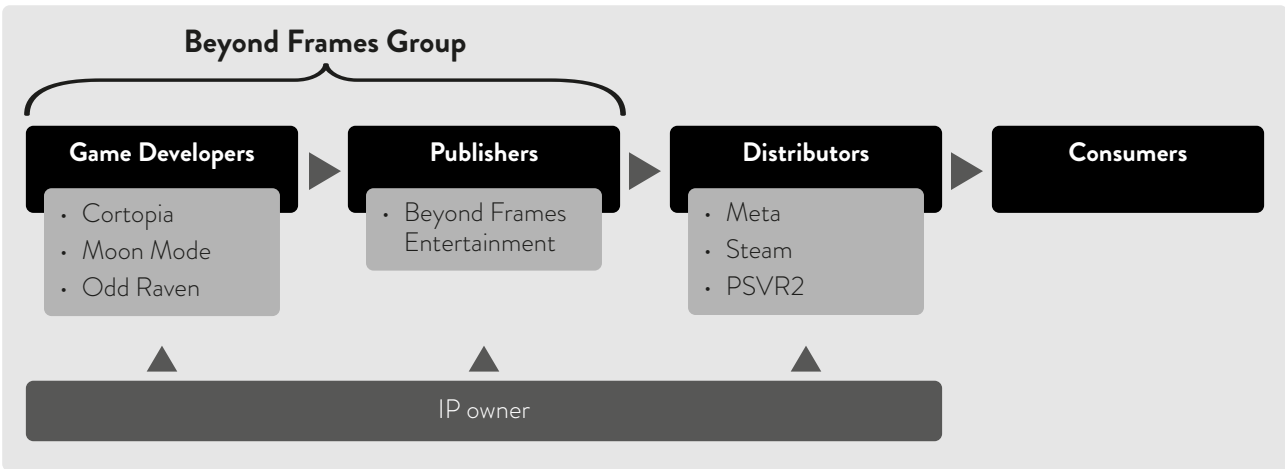 Beyond Frames Group
Game Developers
• Cortopia
• Moon Mode
• Odd Raven
Publishers
• Beyond Frames
Entertainment
Distributors
• Meta
• Steam
• PSVR2
Consumers
IP owner